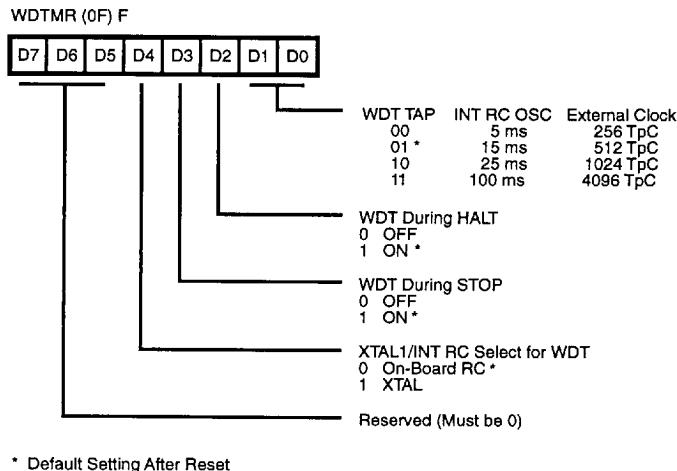 WDTMR (0F) F
D7 D6 D5 D4 D3 D2 D1 D0
WDT TAP INT RC OSC External Clock
00 5 ms 256 TpC
01 * 15 ms 512 TpC
10 25 ms 1024 TpC
11 100 ms 4096 TpC
WDT During HALT
0 OFF
1 ON *
WDT During STOP
0 OFF
1 ON *
XTAL1/INT RC Select for WDT
0 On-Board RC *
1 XTAL
Reserved (Must be 0)
* Default Setting After Reset